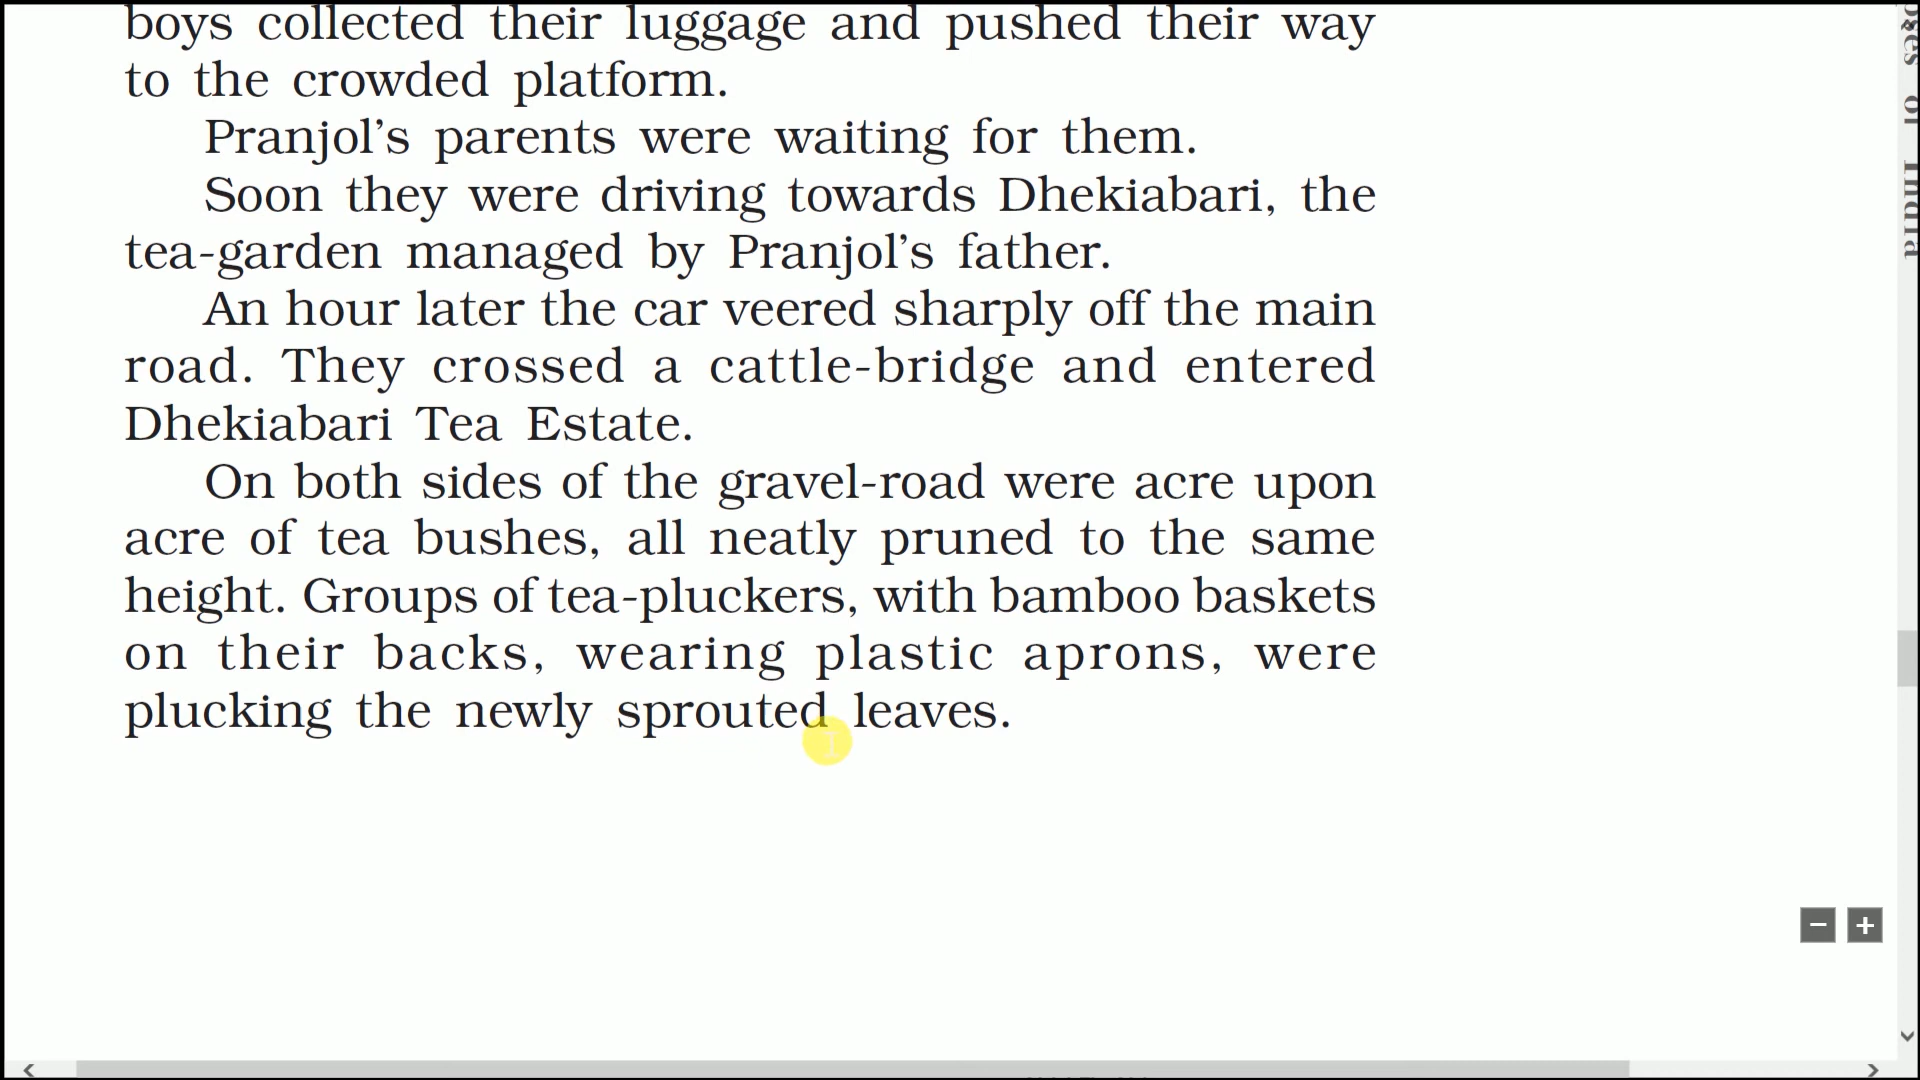 boys collected their luggage and pushed their way
to the crowded platform.
Pranjol’s parents were waiting for them.
Soon they were driving towards Dhekiabari, the
tea-garden managed by Pranjol’s father.
An hour later the car veered sharply off the main
road. They crossed a cattle-bridge and entered
Dhekiabari Tea Estate.
On both sides of the gravel-road were acre upon
acre of tea bushes, all neatly pruned to the same
height. Groups of tea-pluckers, with bamboo baskets
on their backs, wearing plastic aprons, were
plucking the newly sprouted leaves.
of India